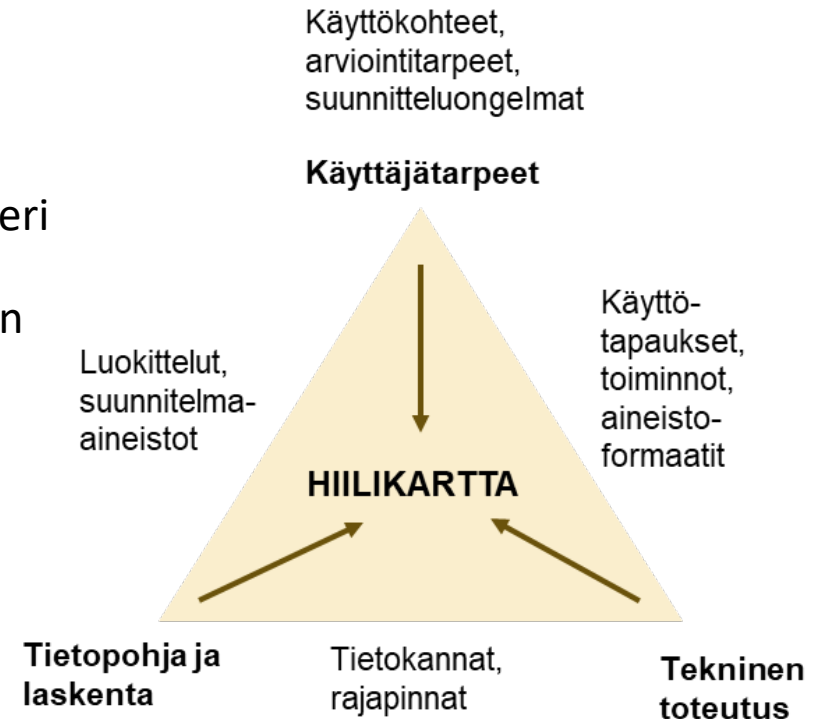 Käyttökohteet,
arviointitarpeet,
suunnitteluongelmat
Käyttäjätarpeet
eri
n
Luokittelut,
suunnitelma-
aineistot
Käyttö-
tapaukset,
toiminnot,
aineisto-
formaatit
HIILIKARTTA
Tietopohja ja
laskenta
Tietokannat,
rajapinnat
Tekninen
toteutus